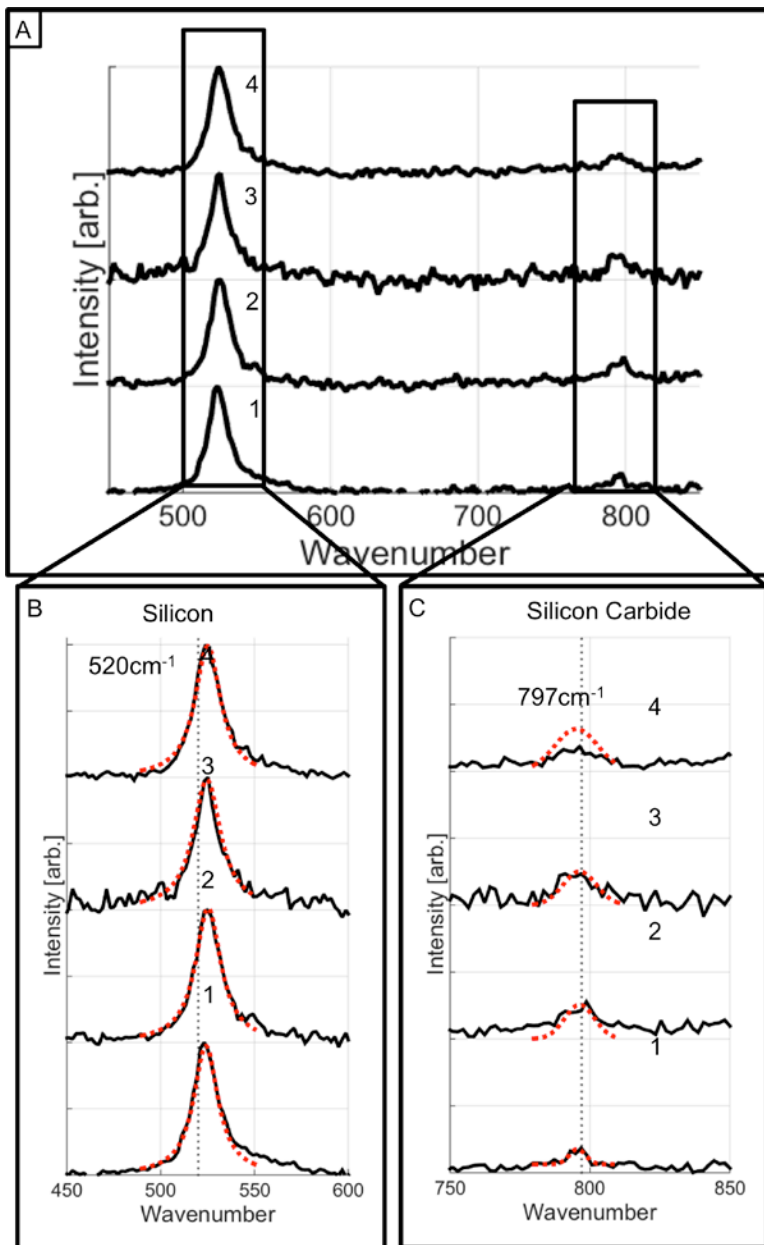 A
4
3
2
1
Intensity [arb.]
500 600 700 800
Wavenumber
B
Silicon
520cm-1
4
3
2
1
Intensity [arb.]
450 500 550 600
Wavenumber
C
Silicon Carbide
797cm-1
4
3
2
1
Intensity [arb.]
750 800 850
Wavenumber